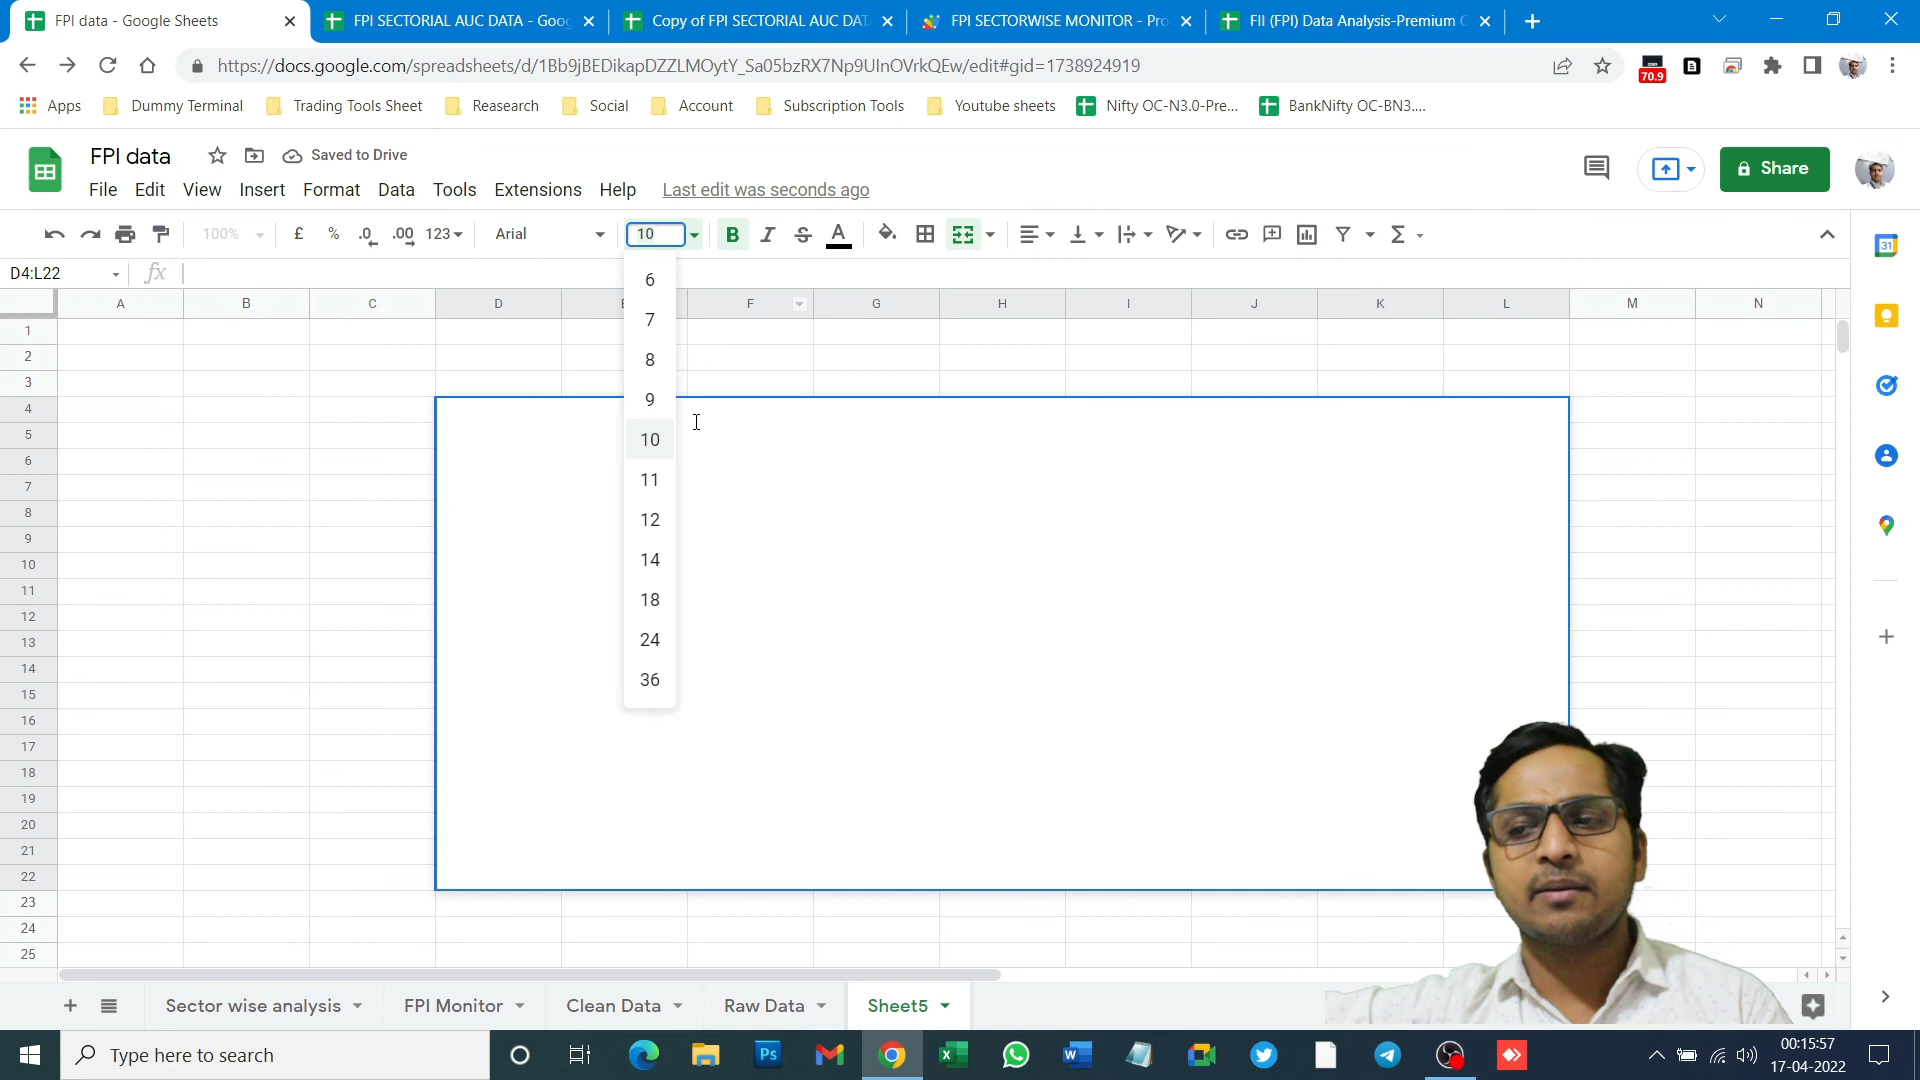 FPI data - Google Sheets
FPI SECTORIAL AUC DATA - Goog
Copy of FPI SECTORIAL AUC DAT
FPI SECTORWISE MONITOR - Pro
FII (FPI) Data Analysis-Premium C
https://docs.google.com/spreadsheets/d/1Bb9jBEDikapDZZLMOytY_Sa05bzRX7Np9UInOVrkQEw/edit#gid=1738924919
70.9
Apps
Dummy Terminal
Trading Tools Sheet
Reasearch
Social
Account
Subscription Tools
Youtube sheets
Nifty OC-N3.0-Pre...
BankNifty OC-BN3....
FPI data
Saved to Drive
File Edit View Insert Format Data Tools Extensions Help Last edit was seconds ago
Share
100% £ % .0 .00 123 Arial 10 B I S A
31
D4:L22 fx
A B C D E F G H I J K L M N
1
2
3
4
5
6
7
8
9
10
11
12
13
14
15
16
17
18
19
20
21
22
23
24
25
6
7
8
9
10
11
12
14
18
24
36
Sector wise analysis
FPI Monitor
Clean Data
Raw Data
Sheet5
Type here to search
Ps
00:15:57
17-04-2022